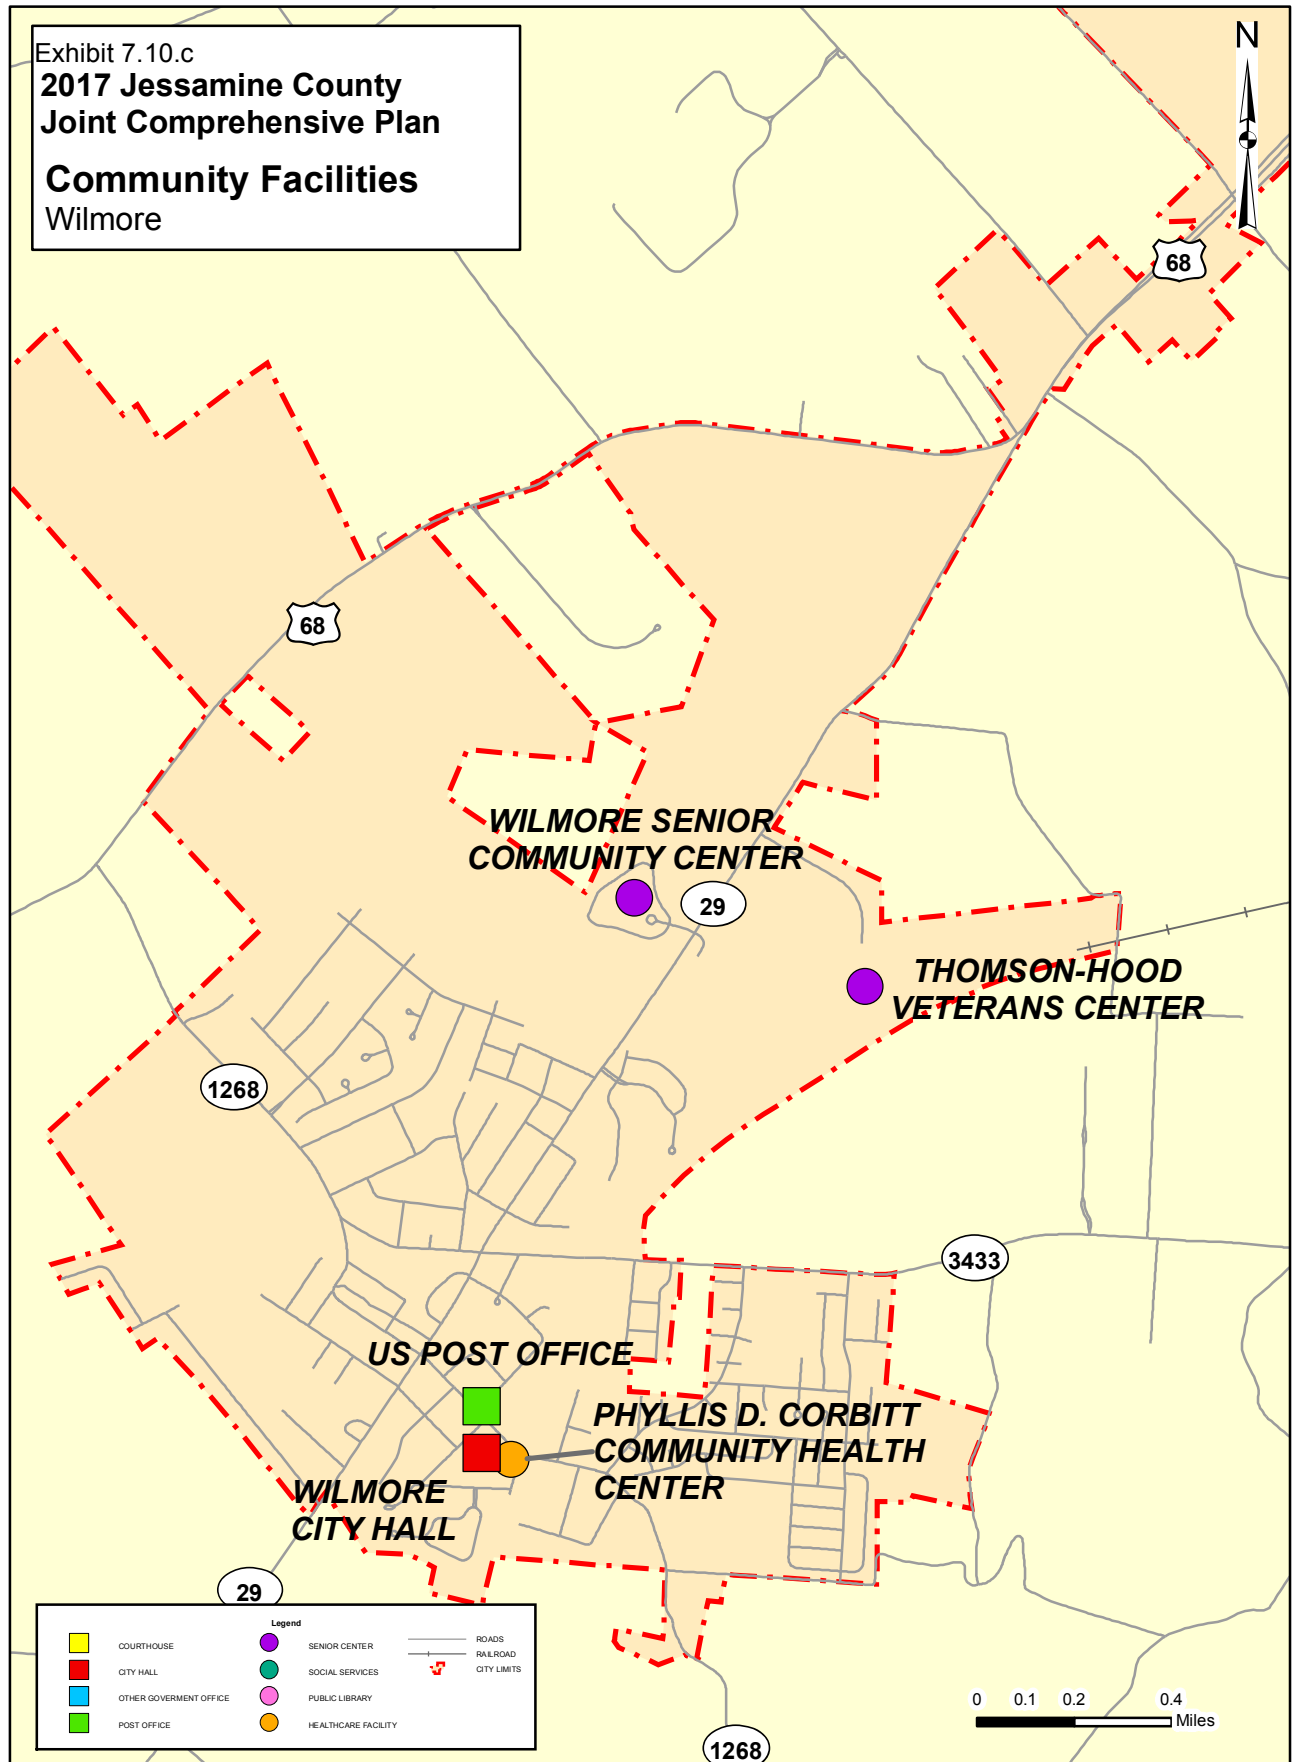 Exhibit 7.10.c
2017 Jessamine County
Joint Comprehensive Plan
Community Facilities
Wilmore
N
68
68
WILMORE SENIOR
COMMUNITY CENTER
29
THOMSON-HOOD
VETERANS CENTER
1268
3433
US POST OFFICE
PHYLLIS D. CORBITT
COMMUNITY HEALTH
CENTER
WILMORE
CITY HALL
29
Legend
COURTHOUSE
CITY HALL
OTHER GOVERMENT OFFICE
POST OFFICE
SENIOR CENTER
SOCIAL SERVICES
PUBLIC LIBRARY
HEALTHCARE FACILITY
ROADS
RAILROAD
CITY LIMITS
0 0.1 0.2 0.4
Miles
1268